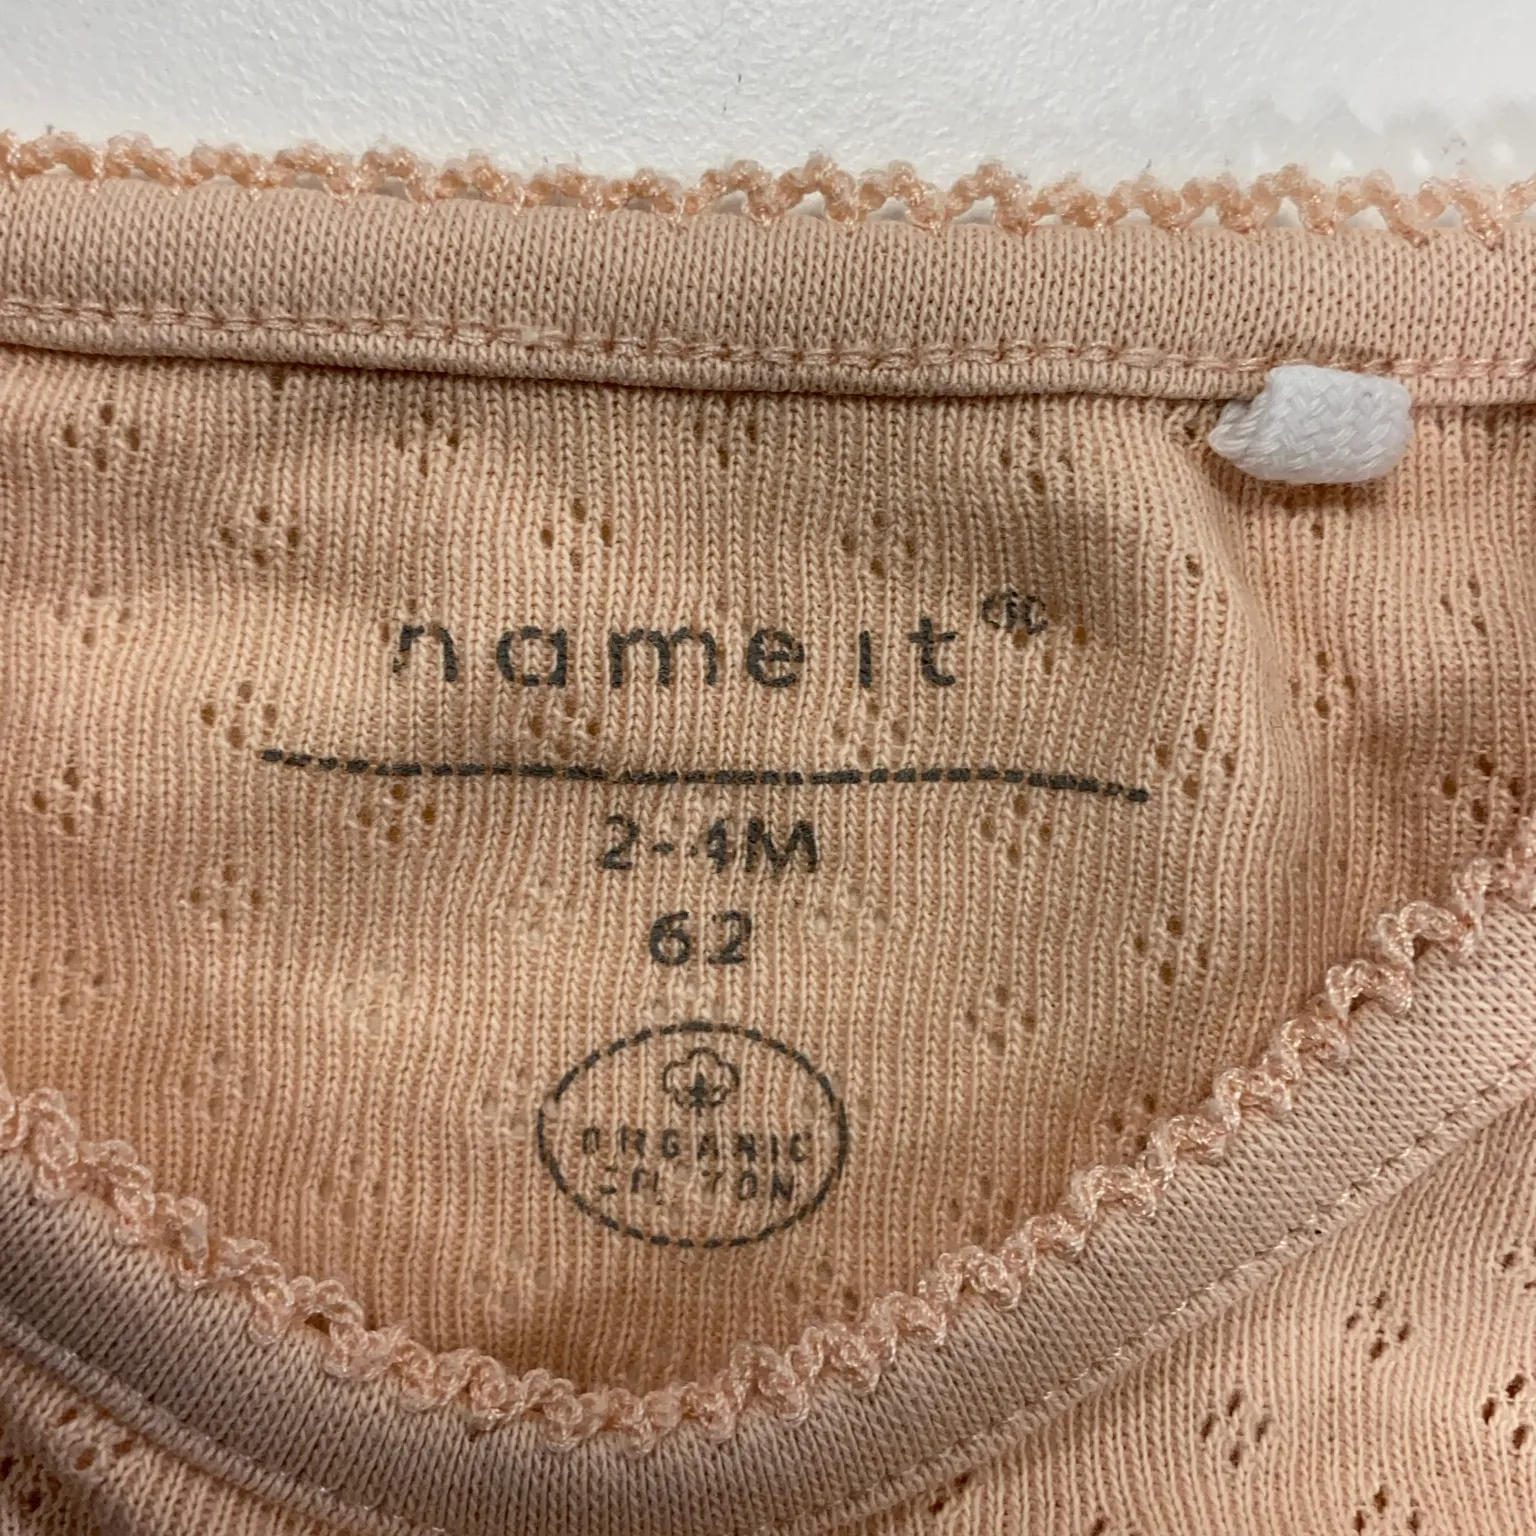 name it®
2-4M
62
ORGANIC
COTTON